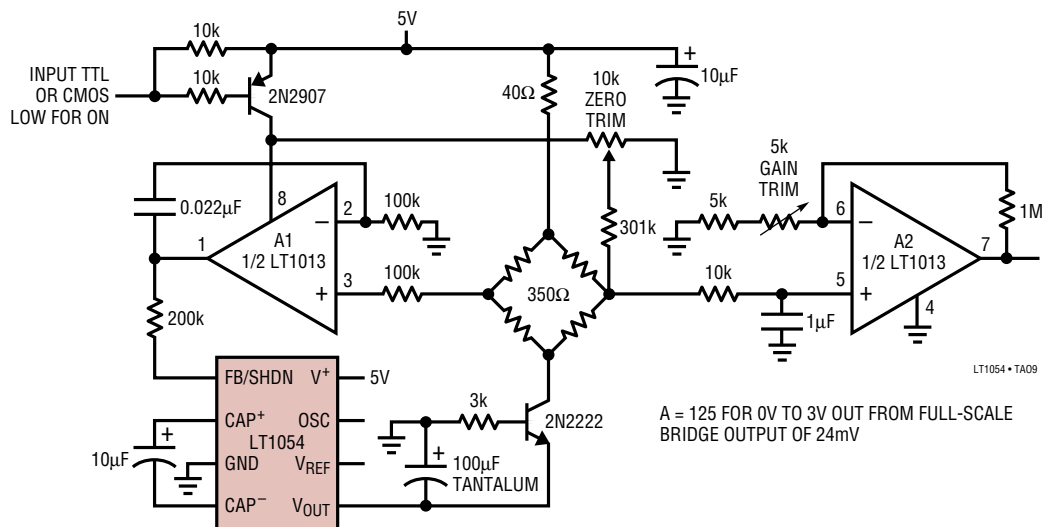 5V
10k
INPUT TTL
OR CMOS
LOW FOR ON
10k
2N2907
40Ω
10k
ZERO
TRIM
+
10μF
5k
GAIN
TRIM
0.022μF
8
2
100k
–
1
A1
1/2 LT1013
+
3
100k
301k
350Ω
5k
6
–
1M
A2
1/2 LT1013
7
10k
5
+
4
1μF
200k
LT1054 • TA09
FB/SHDN
V+
5V
CAP+
OSC
LT1054
GND
VREF
CAP–
VOUT
+
10μF
3k
2N2222
+
100μF
TANTALUM
A = 125 FOR 0V TO 3V OUT FROM FULL-SCALE
BRIDGE OUTPUT OF 24mV